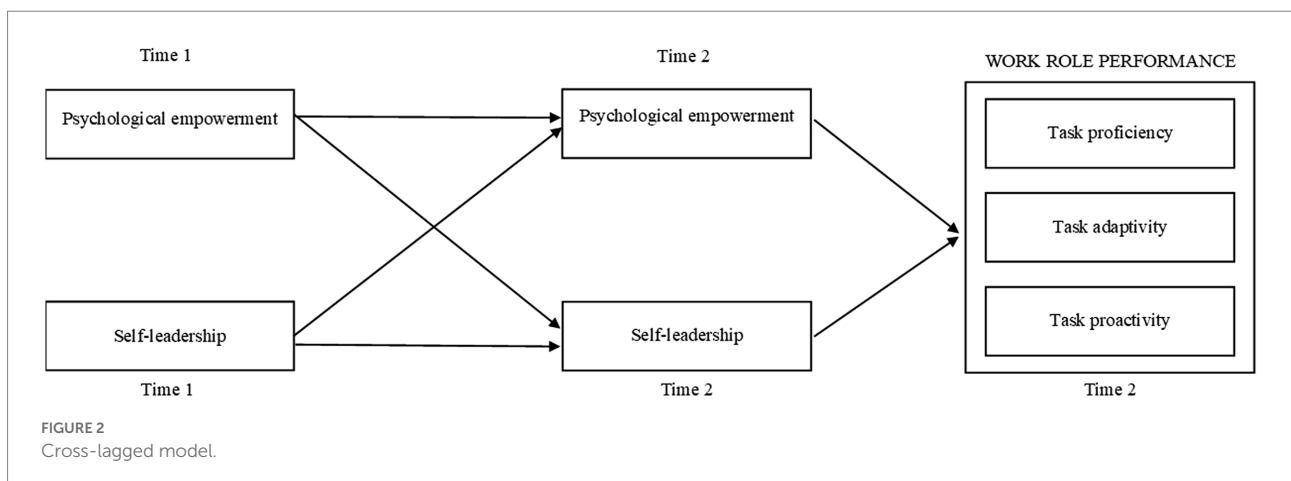 Time 1
Time 2
WORK ROLE PERFORMANCE
Psychological empowerment
Psychological empowerment
Task proficiency
Task adaptivity
Self-leadership
Self-leadership
Task proactivity
Time 1
Time 2
Time 2
FIGURE 2
Cross-lagged model.